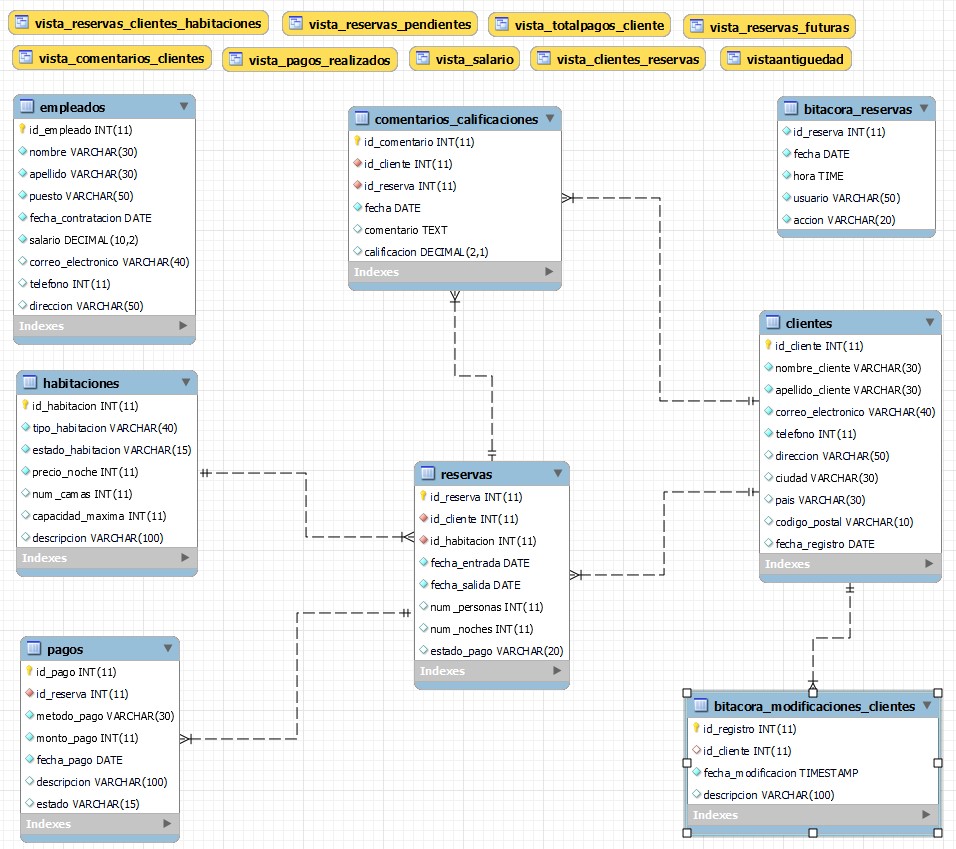 vista_reservas_clientes_habitaciones
vista_reservas_pendientes
vista_totalpagos_cliente
vista_reservas_futuras
vista_comentarios_clientes
vista_pagos_realizados
vista_salario
vista_clientes_reservas
vistaantiguedad
empleados
id_empleado INT(11)
nombre VARCHAR(30)
apellido VARCHAR(30)
puesto VARCHAR(50)
fecha_contratacion DATE
salario DECIMAL(10,2)
correo_electronico VARCHAR(40)
telefono INT(11)
direccion VARCHAR(50)
Indexes
comentarios_calificaciones
id_comentario INT(11)
id_cliente INT(11)
id_reserva INT(11)
fecha DATE
comentario TEXT
calificacion DECIMAL(2,1)
Indexes
bitacora_reservas
id_reserva INT(11)
fecha DATE
hora TIME
usuario VARCHAR(50)
accion VARCHAR(20)
clientes
id_cliente INT(11)
nombre_cliente VARCHAR(30)
apellido_cliente VARCHAR(30)
correo_electronico VARCHAR(40)
telefono INT(11)
direccion VARCHAR(50)
ciudad VARCHAR(30)
pais VARCHAR(30)
codigo_postal VARCHAR(10)
fecha_registro DATE
Indexes
habitaciones
id_habitacion INT(11)
tipo_habitacion VARCHAR(40)
estado_habitacion VARCHAR(15)
precio_noche INT(11)
num_camas INT(11)
capacidad_maxima INT(11)
descripcion VARCHAR(100)
Indexes
reservas
id_reserva INT(11)
id_cliente INT(11)
id_habitacion INT(11)
fecha_entrada DATE
fecha_salida DATE
num_personas INT(11)
num_noches INT(11)
estado_pago VARCHAR(20)
Indexes
pagos
id_pago INT(11)
id_reserva INT(11)
metodo_pago VARCHAR(30)
monto_pago INT(11)
fecha_pago DATE
descripcion VARCHAR(100)
estado VARCHAR(15)
Indexes
bitacora_modificaciones_clientes
id_registro INT(11)
id_cliente INT(11)
fecha_modificacion TIMESTAMP
descripcion VARCHAR(100)
Indexes